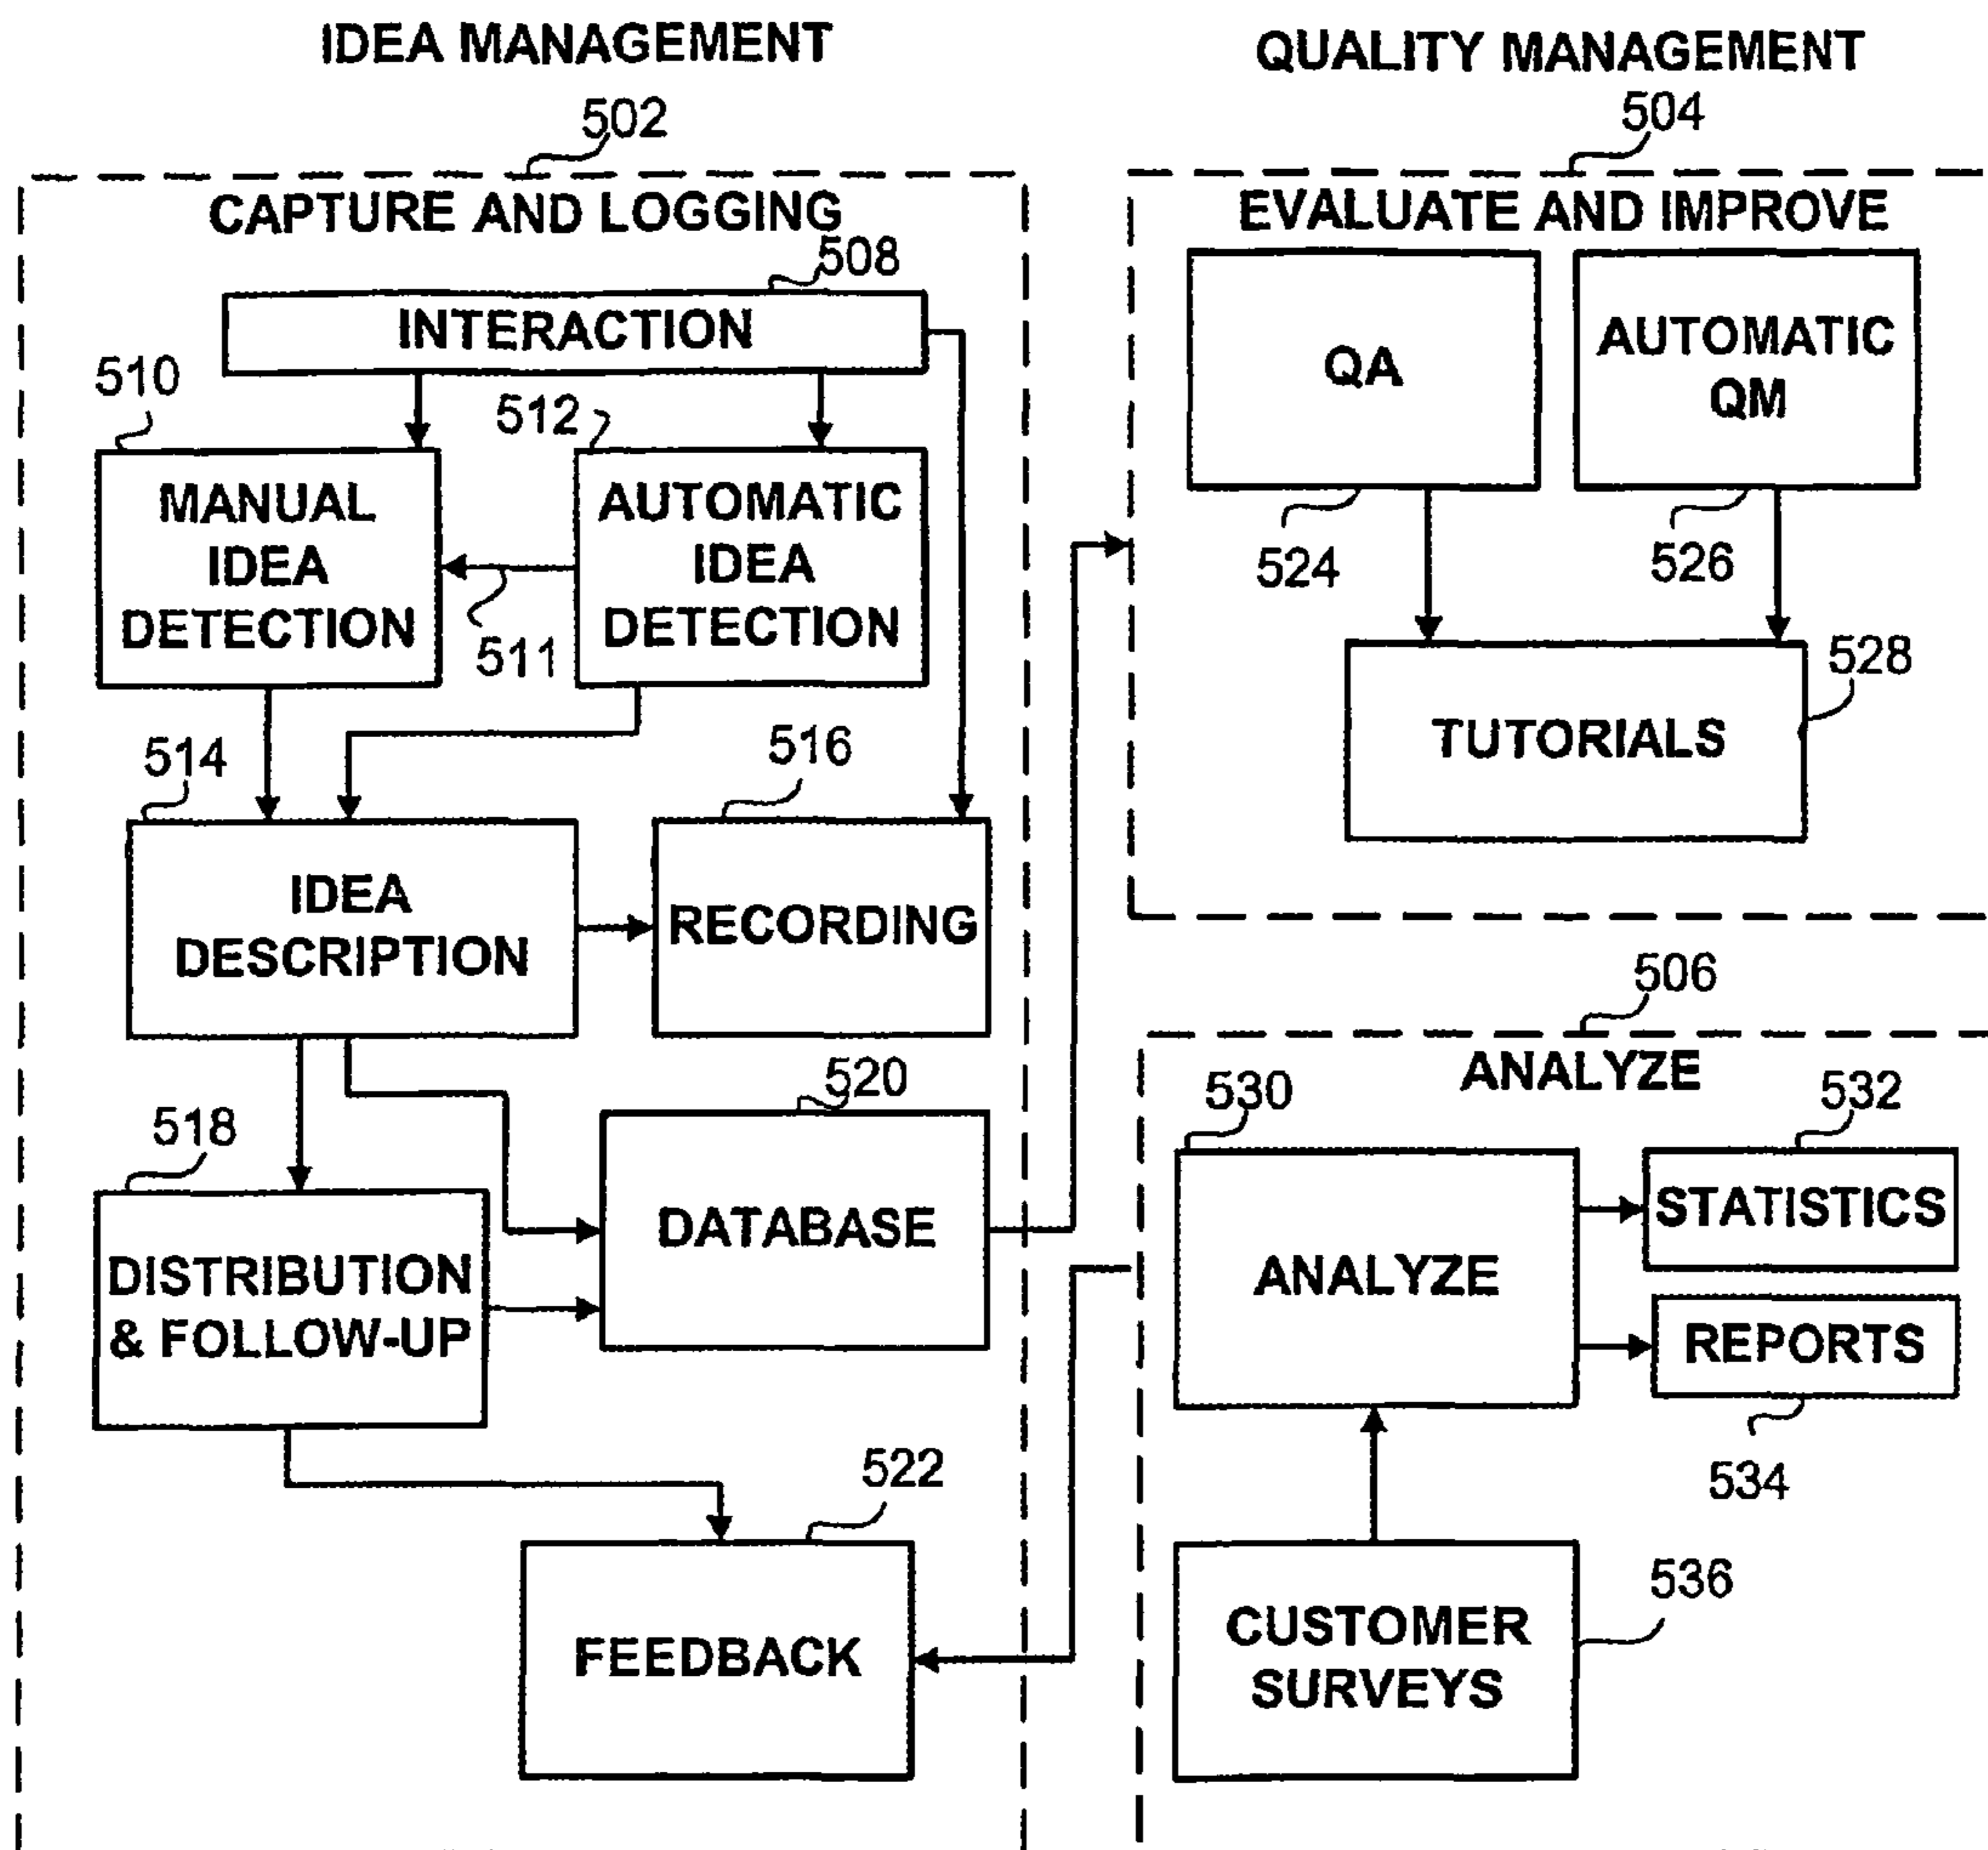 IDEA MANAGEMENT
502
CAPTURE AND LOGGING
508
INTERACTION
510
512
MANUAL
IDEA
DETECTION
AUTOMATIC
IDEA
DETECTION
511
514
516
IDEA
DESCRIPTION
RECORDING
518
520
DISTRIBUTION
& FOLLOW-UP
DATABASE
522
FEEDBACK
QUALITY MANAGEMENT
504
EVALUATE AND IMPROVE
QA
AUTOMATIC
QM
524
526
528
TUTORIALS
506
ANALYZE
530
532
ANALYZE
STATISTICS
REPORTS
534
536
CUSTOMER
SURVEYS